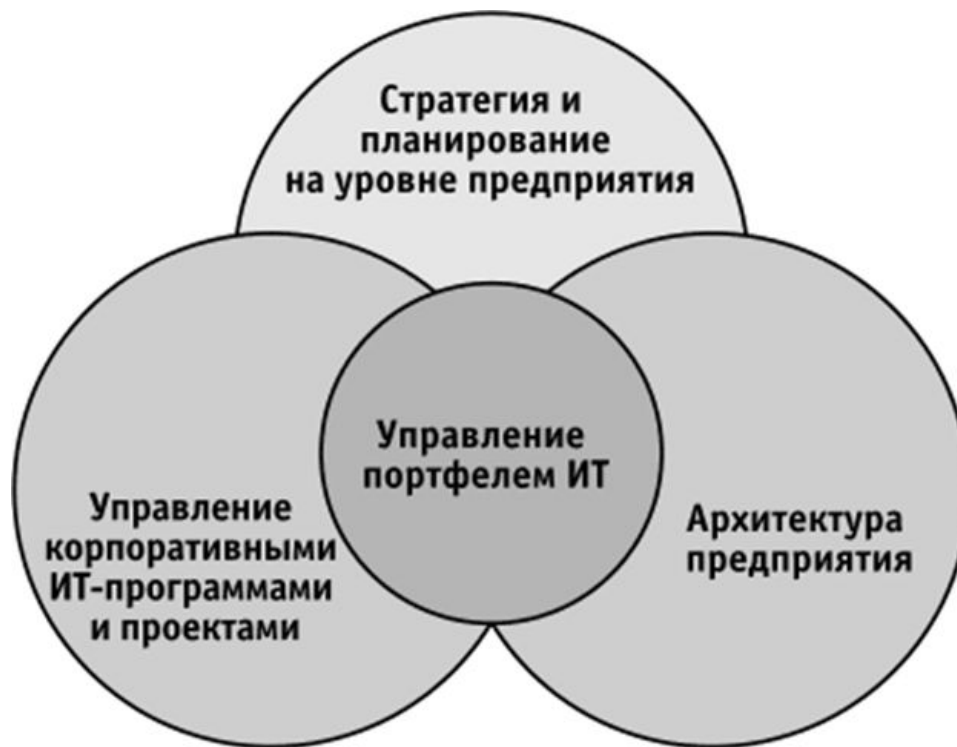 Стратегия и
планирование
на уровне предприятия
Управление
портфелем ИТ
Управление
корпоративными
ИТ-программами
и проектами
Архитектура
предприятия